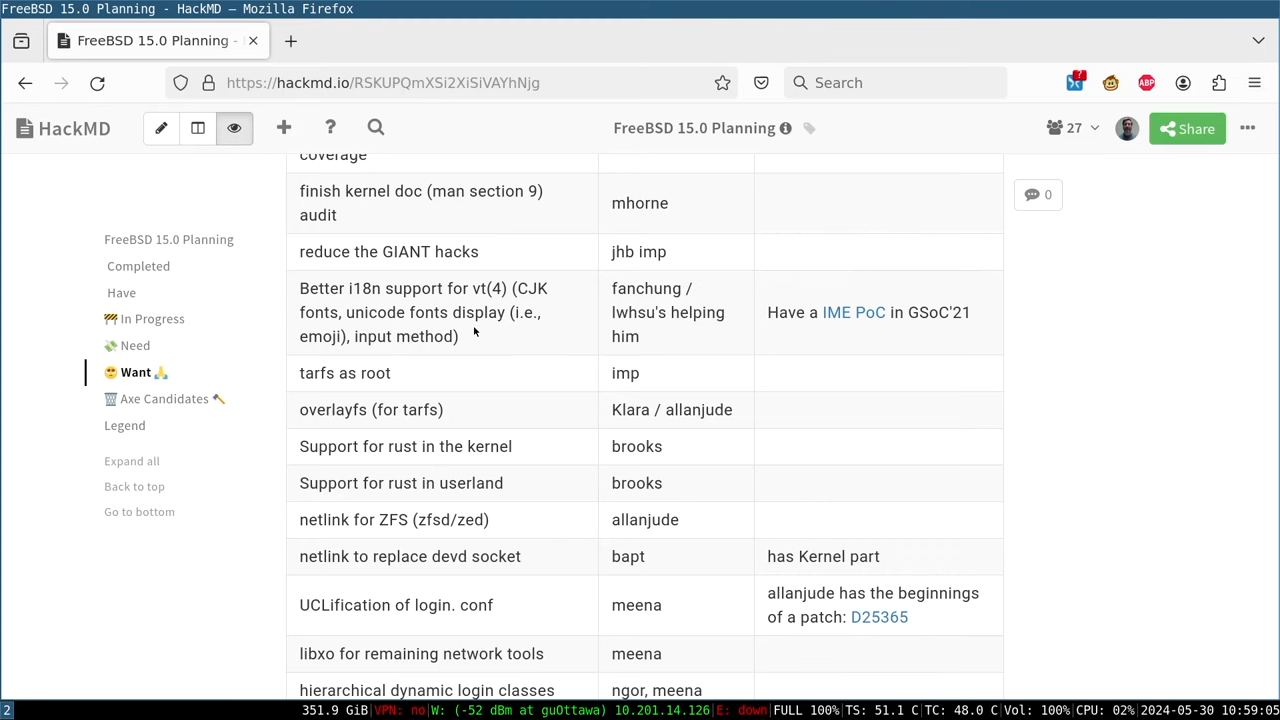 FreeBSD 15.0 Planning - HackMD — Mozilla Firefox
FreeBSD 15.0 Planning -
https://hackmd.io/RSKUPOmXSi2XiSiVAYhNjg
Search
?
ABP
HackMD
FreeBSD 15.0 Planning
27
Share
FreeBSD 15.0 Planning
Completed
Have
🚧 In Progress
💸 Need
🥺 Want 🙏
🗑️ Axe Candidates 🪓
Legend
Expand all
Back to top
Go to bottom
coverage
finish kernel doc (man section 9)
audit
mhorne
reduce the GIANT hacks
jhb imp
Better i18n support for vt(4) (CJK
fonts, unicode fonts display (i.e.,
emoji), input method)
fanchung /
lwhsu's helping
him
Have a IME PoC in GSoC'21
tarfs as root
imp
overlayfs (for tarfs)
Klara / allanjude
Support for rust in the kernel
brooks
Support for rust in userland
brooks
netlink for ZFS (zfsd/zed)
allanjude
netlink to replace devd socket
bapt
has Kernel part
UCLification of login. conf
meena
allanjude has the beginnings
of a patch: D25365
libxo for remaining network tools
meena
hierarchical dynamic login classes
ngor, meena
0
2
351.9 GiB|VPN: no|W: (-52 dBm at guOttawa) 10.201.14.126|E: down|FULL 100%|TS: 51.1 C|TC: 48.0 C|Vol: 100%|CPU: 02%|2024-05-30 10:59:05